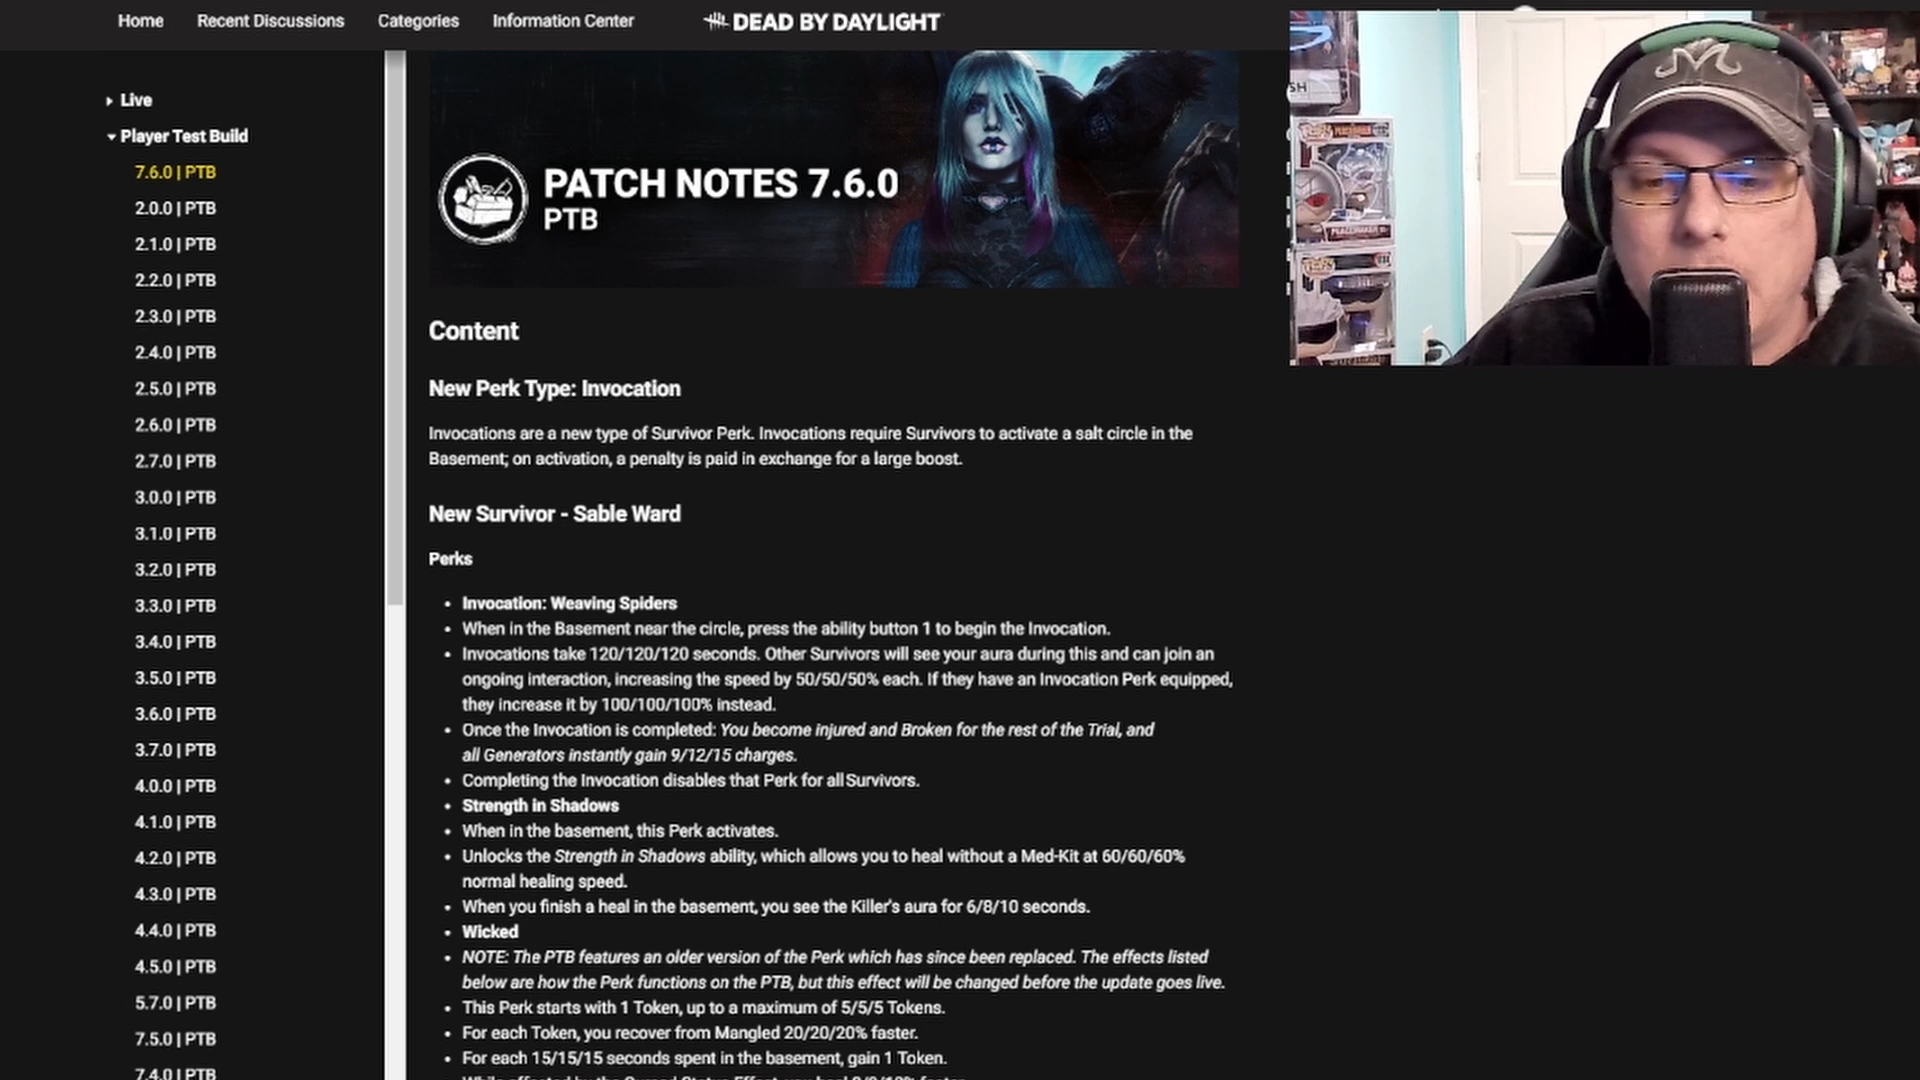 Home Recent Discussions Categories Information Center DEAD BY DAYLIGHT
Live
Player Test Build
7.6.0 | PTB
2.0.0 | PTB
2.1.0 | PTB
2.2.0 | PTB
2.3.0 | PTB
2.4.0 | PTB
2.5.0 | PTB
2.6.0 | PTB
2.7.0 | PTB
3.0.0 | PTB
3.1.0 | PTB
3.2.0 | PTB
3.3.0 | PTB
3.4.0 | PTB
3.5.0 | PTB
3.6.0 | PTB
3.7.0 | PTB
4.0.0 | PTB
4.1.0 | PTB
4.2.0 | PTB
4.3.0 | PTB
4.4.0 | PTB
4.5.0 | PTB
5.7.0 | PTB
7.5.0 | PTB
7.4.0 | PTB
PATCH NOTES 7.6.0
PTB
Content
New Perk Type: Invocation
Invocations are a new type of Survivor Perk. Invocations require Survivors to activate a salt circle in the
Basement; on activation, a penalty is paid in exchange for a large boost.
New Survivor - Sable Ward
Perks
• Invocation: Weaving Spiders
• When in the Basement near the circle, press the ability button 1 to begin the Invocation.
• Invocations take 120/120/120 seconds. Other Survivors will see your aura during this and can join an
ongoing interaction, increasing the speed by 50/50/50% each. If they have an Invocation Perk equipped,
they increase it by 100/100/100% instead.
• Once the Invocation is completed: You become injured and Broken for the rest of the Trial, and
all Generators instantly gain 9/12/15 charges.
• Completing the Invocation disables that Perk for all Survivors.
• Strength in Shadows
• When in the basement, this Perk activates.
• Unlocks the Strength in Shadows ability, which allows you to heal without a Med-Kit at 60/60/60%
normal healing speed.
• When you finish a heal in the basement, you see the Killer's aura for 6/8/10 seconds.
• Wicked
• NOTE: The PTB features an older version of the Perk which has since been replaced. The effects listed
below are how the Perk functions on the PTB, but this effect will be changed before the update goes live.
• This Perk starts with 1 Token, up to a maximum of 5/5/5 Tokens.
• For each Token, you recover from Mangled 20/20/20% faster.
• For each 15/15/15 seconds spent in the basement, gain 1 Token.
SH